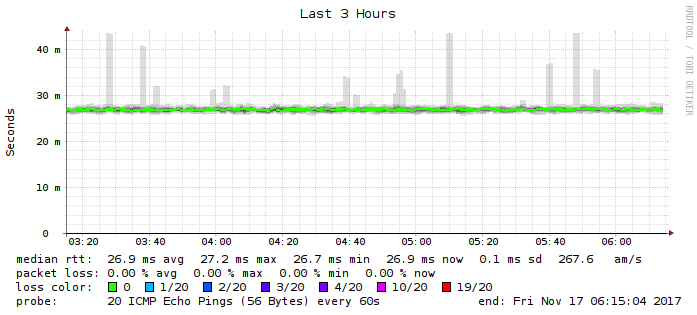 Last 3 Hours
RRDTOOL / TOBI OETIKER
Seconds
40 m
30 m
20 m
10 m
0
03:20 03:40 04:00 04:20 04:40 05:00 05:20 05:40 06:00
median rtt: 26.9 ms avg 27.2 ms max 26.7 ms min 26.9 ms now 0.1 ms sd 267.6 am/s
packet loss: 0.00 % avg 0.00 % max 0.00 % min 0.00 % now
loss color: 0 1/20 2/20 3/20 4/20 10/20 19/20
probe: 20 ICMP Echo Pings (56 Bytes) every 60s end: Fri Nov 17 06:15:04 2017